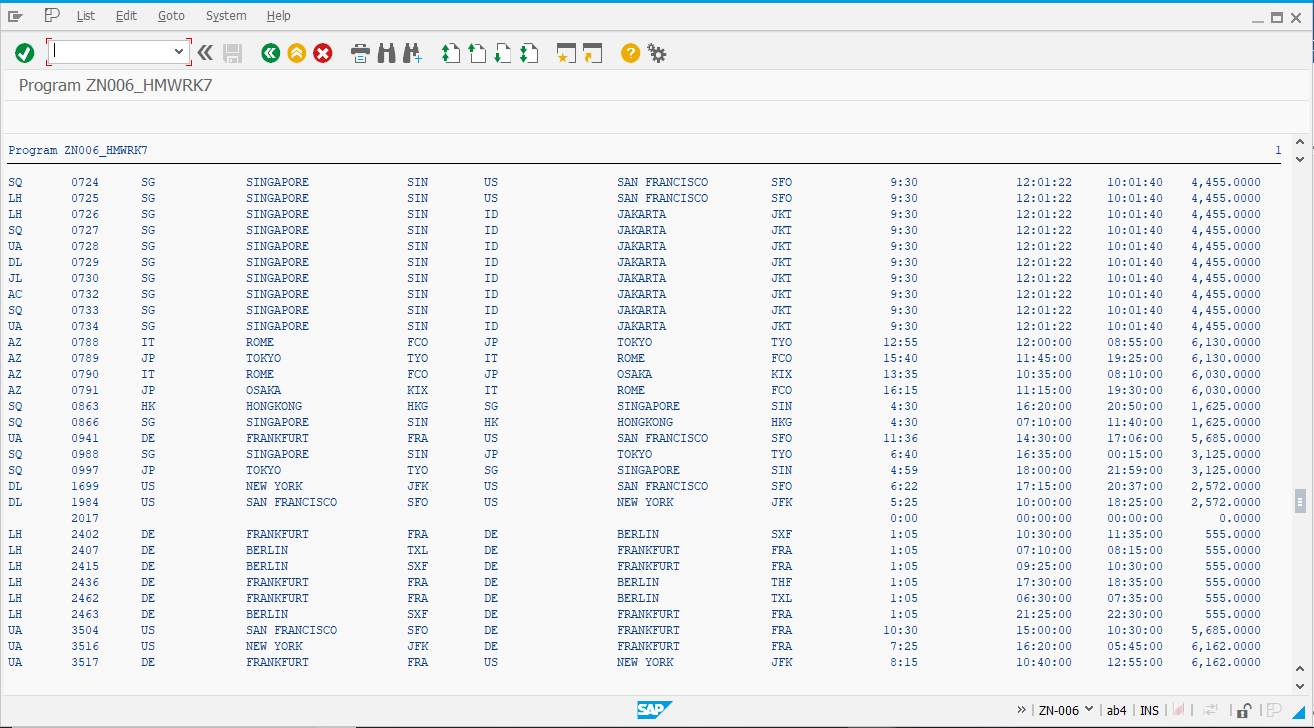 List Edit Goto System Help
Program ZN006_HMWRK7
Program ZN006_HMWRK7 1
SQ 0724 SG SINGAPORE SIN US SAN FRANCISCO SFO 9:30 12:01:22 10:01:40 4,455.0000
LH 0725 SG SINGAPORE SIN US SAN FRANCISCO SFO 9:30 12:01:22 10:01:40 4,455.0000
LH 0726 SG SINGAPORE SIN ID JAKARTA JKT 9:30 12:01:22 10:01:40 4,455.0000
SQ 0727 SG SINGAPORE SIN ID JAKARTA JKT 9:30 12:01:22 10:01:40 4,455.0000
UA 0728 SG SINGAPORE SIN ID JAKARTA JKT 9:30 12:01:22 10:01:40 4,455.0000
DL 0729 SG SINGAPORE SIN ID JAKARTA JKT 9:30 12:01:22 10:01:40 4,455.0000
JL 0730 SG SINGAPORE SIN ID JAKARTA JKT 9:30 12:01:22 10:01:40 4,455.0000
AC 0732 SG SINGAPORE SIN ID JAKARTA JKT 9:30 12:01:22 10:01:40 4,455.0000
SQ 0733 SG SINGAPORE SIN ID JAKARTA JKT 9:30 12:01:22 10:01:40 4,455.0000
UA 0734 SG SINGAPORE SIN ID JAKARTA JKT 9:30 12:01:22 10:01:40 4,455.0000
AZ 0788 IT ROME FCO JP TOKYO TYO 12:55 12:00:00 08:55:00 6,130.0000
AZ 0789 JP TOKYO TYO IT ROME FCO 15:40 11:45:00 19:25:00 6,130.0000
AZ 0790 IT ROME FCO JP OSAKA KIX 13:35 10:35:00 08:10:00 6,030.0000
AZ 0791 JP OSAKA KIX IT ROME FCO 16:15 11:15:00 19:30:00 6,030.0000
SQ 0863 HK HONGKONG HKG SG SINGAPORE SIN 4:30 16:20:00 20:50:00 1,625.0000
SQ 0866 SG SINGAPORE SIN HK HONGKONG HKG 4:30 07:10:00 11:40:00 1,625.0000
UA 0941 DE FRANKFURT FRA US SAN FRANCISCO SFO 11:36 14:30:00 17:06:00 5,685.0000
SQ 0988 SG SINGAPORE SIN JP TOKYO TYO 6:40 16:35:00 00:15:00 3,125.0000
SQ 0997 JP TOKYO TYO SG SINGAPORE SIN 4:59 18:00:00 21:59:00 3,125.0000
DL 1699 US NEW YORK JFK US SAN FRANCISCO SFO 6:22 17:15:00 20:37:00 2,572.0000
DL 1984 US SAN FRANCISCO SFO US NEW YORK JFK 5:25 10:00:00 18:25:00 2,572.0000
2017 0:00 00:00:00 00:00:00 0.0000
LH 2402 DE FRANKFURT FRA DE BERLIN SXF 1:05 10:30:00 11:35:00 555.0000
LH 2407 DE BERLIN TXL DE FRANKFURT FRA 1:05 07:10:00 08:15:00 555.0000
LH 2415 DE BERLIN SXF DE FRANKFURT FRA 1:05 09:25:00 10:30:00 555.0000
LH 2436 DE FRANKFURT FRA DE BERLIN THF 1:05 17:30:00 18:35:00 555.0000
LH 2462 DE FRANKFURT FRA DE BERLIN TXL 1:05 06:30:00 07:35:00 555.0000
LH 2463 DE BERLIN SXF DE FRANKFURT FRA 1:05 21:25:00 22:30:00 555.0000
UA 3504 US SAN FRANCISCO SFO DE FRANKFURT FRA 10:30 15:00:00 10:30:00 5,685.0000
UA 3516 US NEW YORK JFK DE FRANKFURT FRA 7:25 16:20:00 05:45:00 6,162.0000
UA 3517 DE FRANKFURT FRA US NEW YORK JFK 8:15 10:40:00 12:55:00 6,162.0000
SAP » ZN-006 ab4 INS